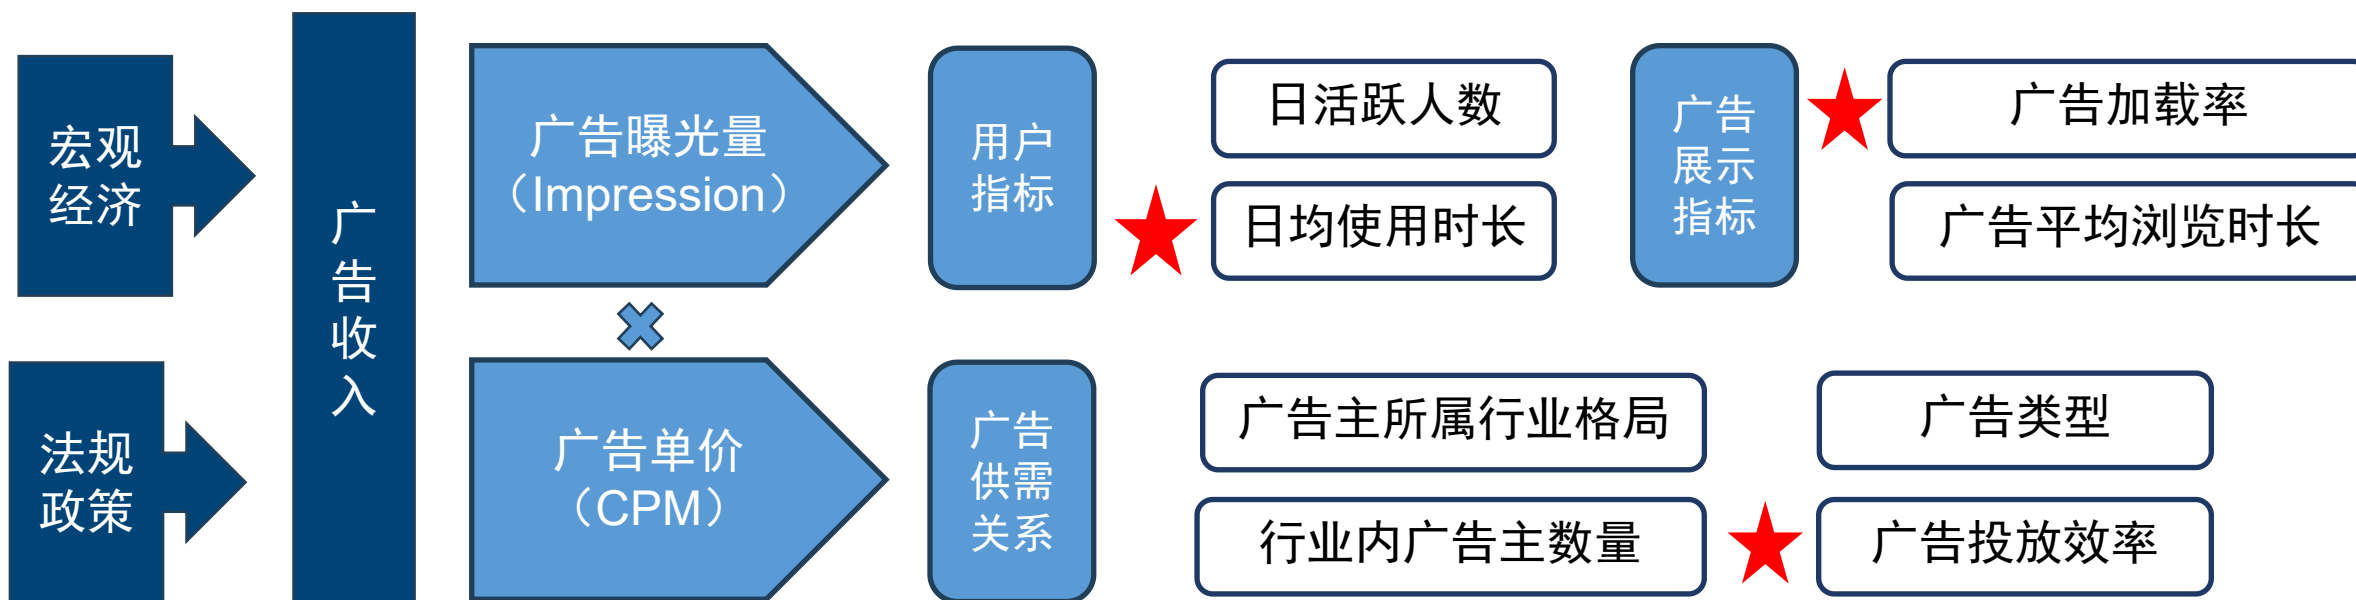 宏观
经济
法规
政策
广
告
收
入
广告曝光量
（Impression）
广告单价
（CPM）
用户
指标
日活跃人数
日均使用时长
广告
展示
指标
广告加载率
广告平均浏览时长
广告
供需
关系
广告主所属行业格局
行业内广告主数量
广告类型
广告投放效率